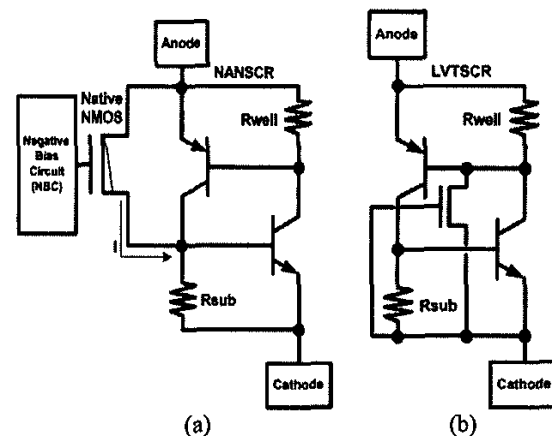 Anode
NANSCR
Native
NMOS
Rwell
Negative
Bias
Circuit
(NBC)
I
Rsub
Cathode
(a)
Anode
LVTSCR
Rwell
Rsub
Cathode
(b)